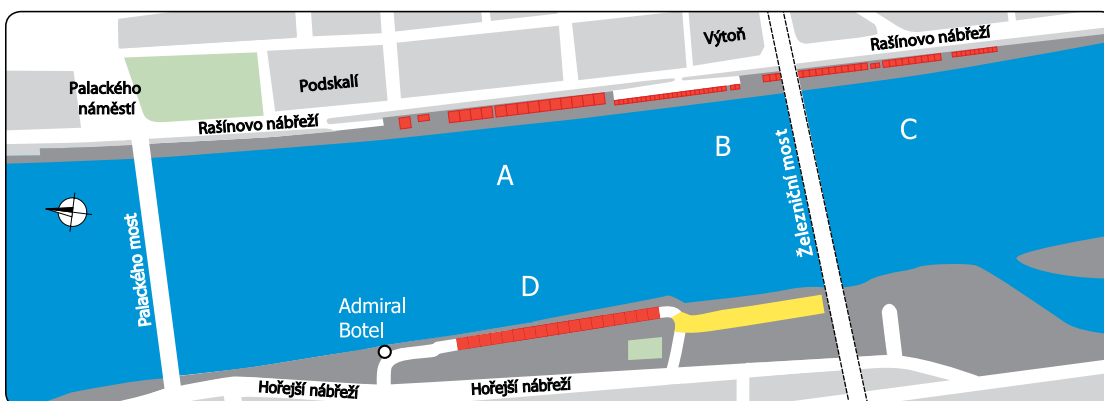 Výtoň
Rašínovo nábřeží
Podskalí
Palackého
náměstí
Rašínovo nábřeží
B
C
A
Železniční most
Palackého most
D
Admiral
Botel
Hořejší nábřeží
Hořejší nábřeží